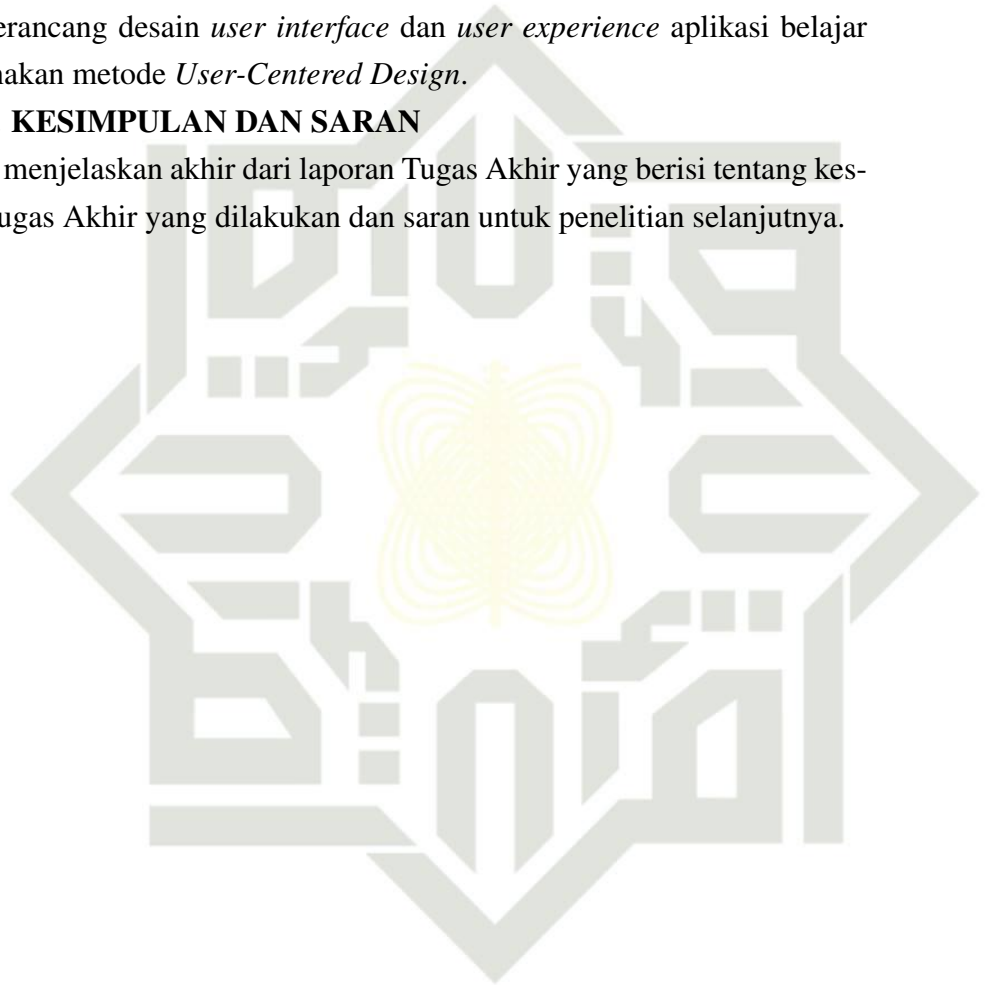 erancang desain user interface dan user experience aplikasi belajar
nakan metode User-Centered Design.
KESIMPULAN DAN SARAN
menjelaskan akhir dari laporan Tugas Akhir yang berisi tentang kes-
ugas Akhir yang dilakukan dan saran untuk penelitian selanjutnya.